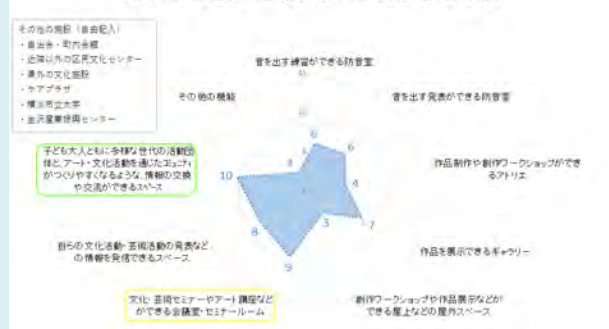 その他の施設（自由記入）
・自治会・町内会館
・近隣以外の区民文化センター
・県外の文化施設
・ケアプラザ
・横浜市立大学
・金沢産業振興センター
音を出す練習ができる防音室
その他の機能
音を出す発表ができる防音室
子ども大人ともに多様な世代の活動団
体と、アート・文化活動を通じたコミュニティ
がつくりやすくなるような、情報の交換
や交流ができるスペース
作品制作や創作ワークショップができ
るアトリエ
6
6
4
7
3
9
8
10
3
自らの文化活動・芸術活動の発表など、
の情報を発信できるスペース
作品を展示できるギャラリー
文化・芸術セミナーやアート講座など
ができる会議室・セミナールーム
創作ワークショップや作品展示などが
できる屋上などの屋外スペース